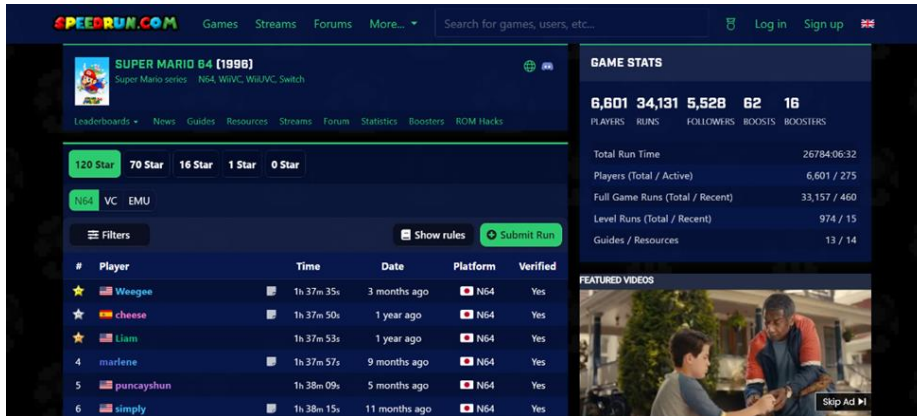 SPEEDRUN.COM Games Streams Forums More... Search for games, users, etc... Log in Sign up
SUPER MARIO 64 (1996)
Super Mario series N64, WiiVC, WiiUVC, Switch
Leaderboards News Guides Resources Streams Forum Statistics Boosters ROM Hacks
120 Star 70 Star 16 Star 1 Star 0 Star
N64 VC EMU
Filters Show rules Submit Run
# Player Time Date Platform Verified
Weegee 1h 37m 35s 3 months ago N64 Yes
cheese 1h 37m 50s 1 year ago N64 Yes
Liam 1h 37m 53s 1 year ago N64 Yes
4 marlene 1h 37m 57s 9 months ago N64 Yes
5 puncayshun 1h 38m 09s 5 months ago N64 Yes
6 simply 1h 38m 15s 11 months ago N64 Yes
GAME STATS
6,601 34,131 5,528 62 16
PLAYERS RUNS FOLLOWERS BOOSTS BOOSTERS
Total Run Time 26784:06:32
Players (Total / Active) 6,601 / 275
Full Game Runs (Total / Recent) 33,157 / 460
Level Runs (Total / Recent) 974 / 15
Guides / Resources 13 / 14
FEATURED VIDEOS
Skip Ad